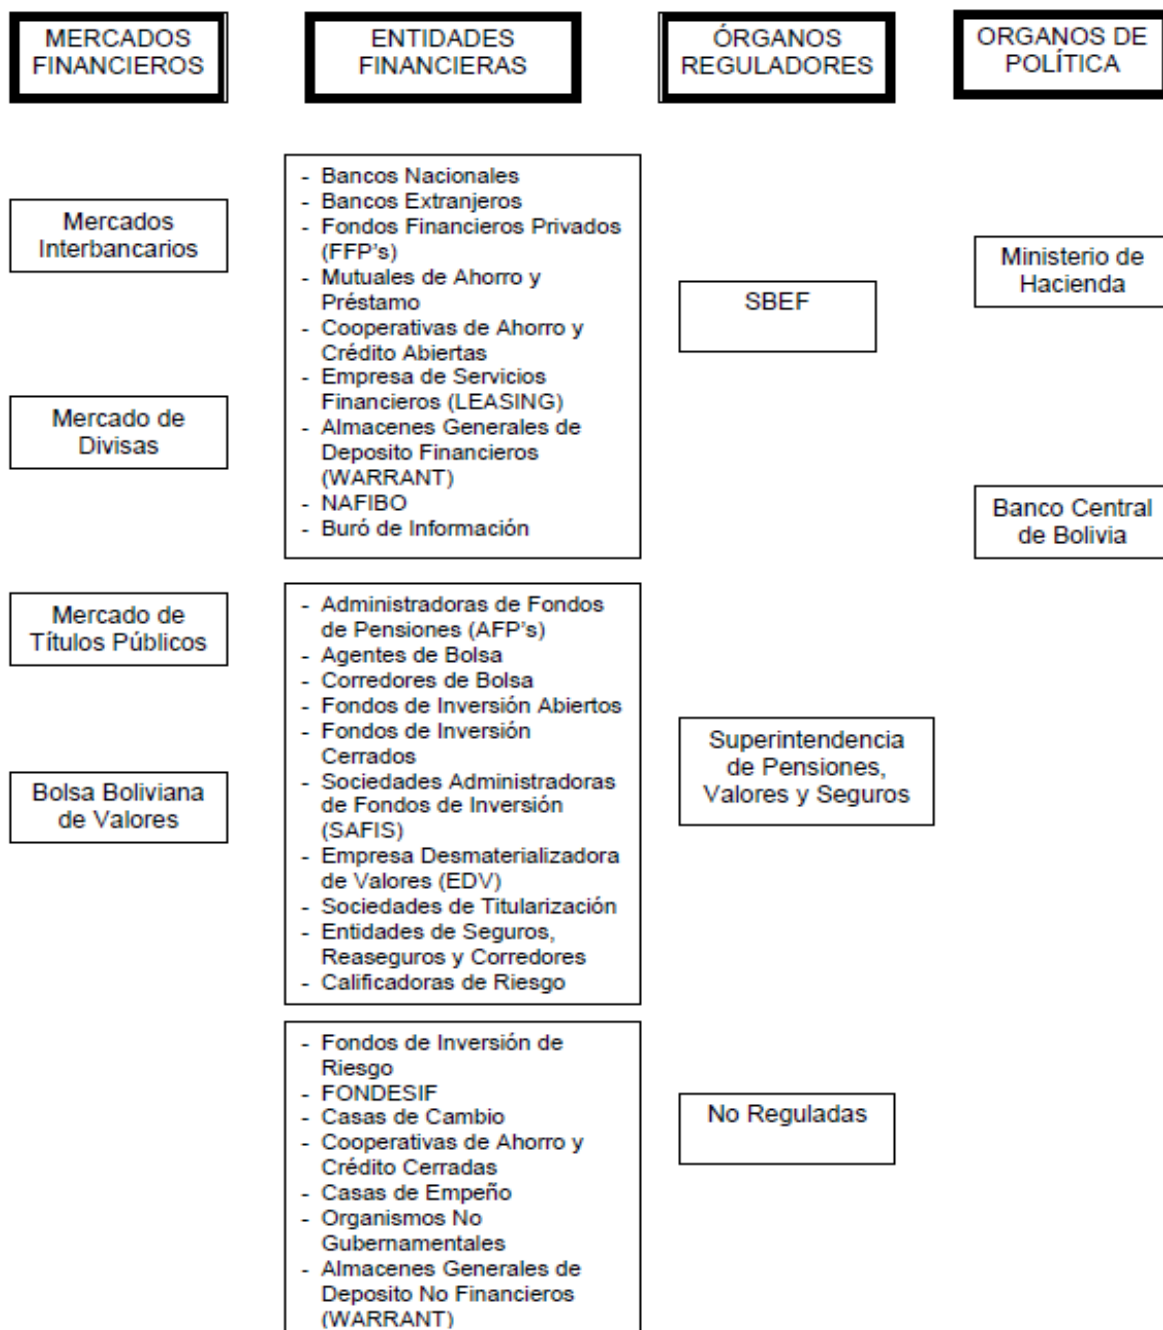 MERCADOS
FINANCIEROS
ENTIDADES
FINANCIERAS
ÓRGANOS
REGULADORES
ORGANOS DE
POLÍTICA
Mercados
Interbancarios
Mercado de
Divisas
Mercado de
Títulos Públicos
Bolsa Boliviana
de Valores
- Bancos Nacionales
- Bancos Extranjeros
- Fondos Financieros Privados
(FFP's)
- Mutuales de Ahorro y
Préstamo
- Cooperativas de Ahorro y
Crédito Abiertas
- Empresa de Servicios
Financieros (LEASING)
- Almacenes Generales de
Deposito Financieros
(WARRANT)
- NAFIBO
- Buró de Información
- Administradoras de Fondos
de Pensiones (AFP's)
- Agentes de Bolsa
- Corredores de Bolsa
- Fondos de Inversión Abiertos
- Fondos de Inversión
Cerrados
- Sociedades Administradoras
de Fondos de Inversión
(SAFIS)
- Empresa Desmaterializadora
de Valores (EDV)
- Sociedades de Titularización
- Entidades de Seguros,
Reaseguros y Corredores
- Calificadoras de Riesgo
- Fondos de Inversión de
Riesgo
- FONDESIF
- Casas de Cambio
- Cooperativas de Ahorro y
Crédito Cerradas
- Casas de Empeño
- Organismos No
Gubernamentales
- Almacenes Generales de
Deposito No Financieros
(WARRANT)
SBEF
Superintendencia
de Pensiones,
Valores y Seguros
No Reguladas
Ministerio de
Hacienda
Banco Central
de Bolivia